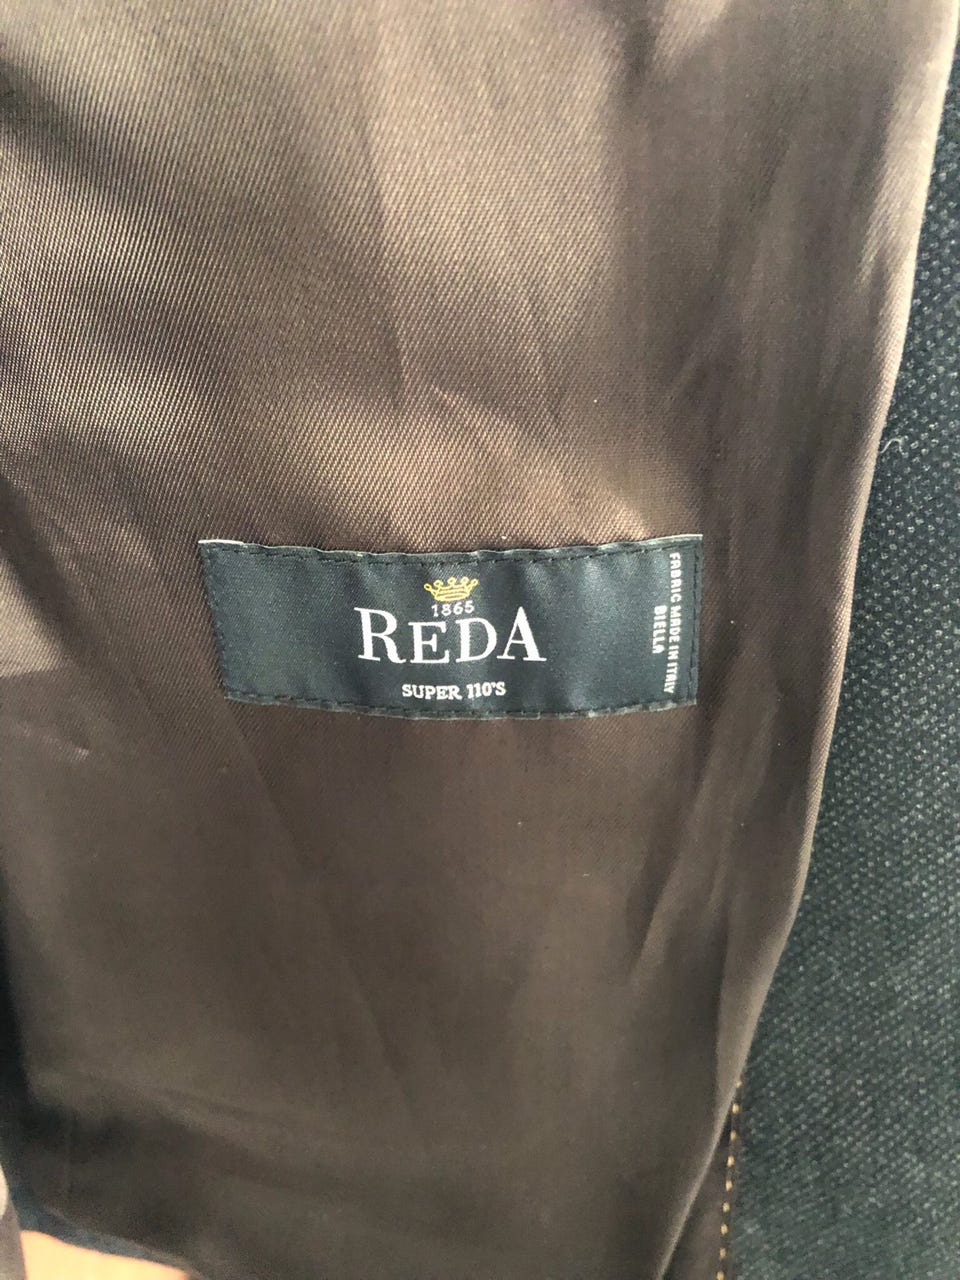 1865
REDA
SUPER 110'S
FABRIC MADE IN ITALY
BIELLA